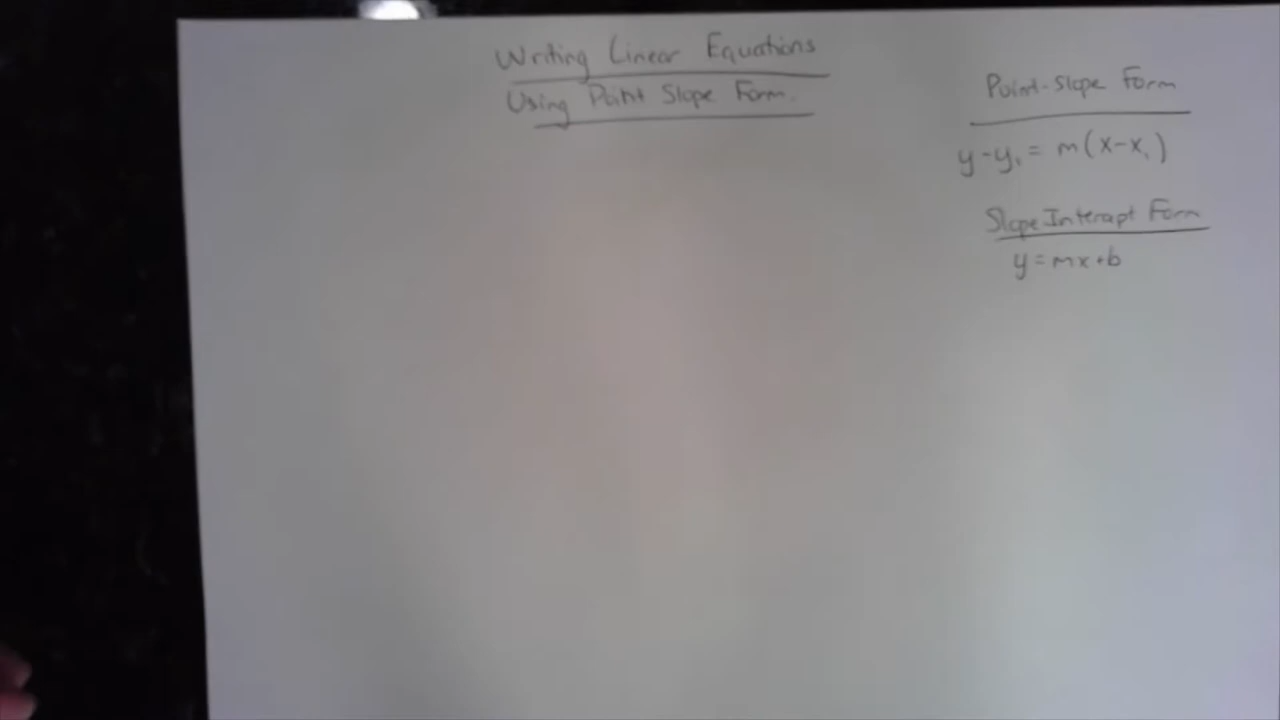 Writing Linear Equations
Using Point Slope Form.
Point-Slope Form
y-y₁ = m(x-x₁)
Slope Intercept Form
y = mx+b